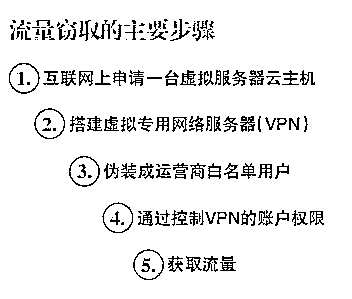 流量窃取的主要步骤
1. 互联网上申请一台虚拟服务器云主机
2. 搭建虚拟专用网络服务器(VPN)
3. 伪装成运营商白名单用户
4. 通过控制VPN的账户权限
5. 获取流量